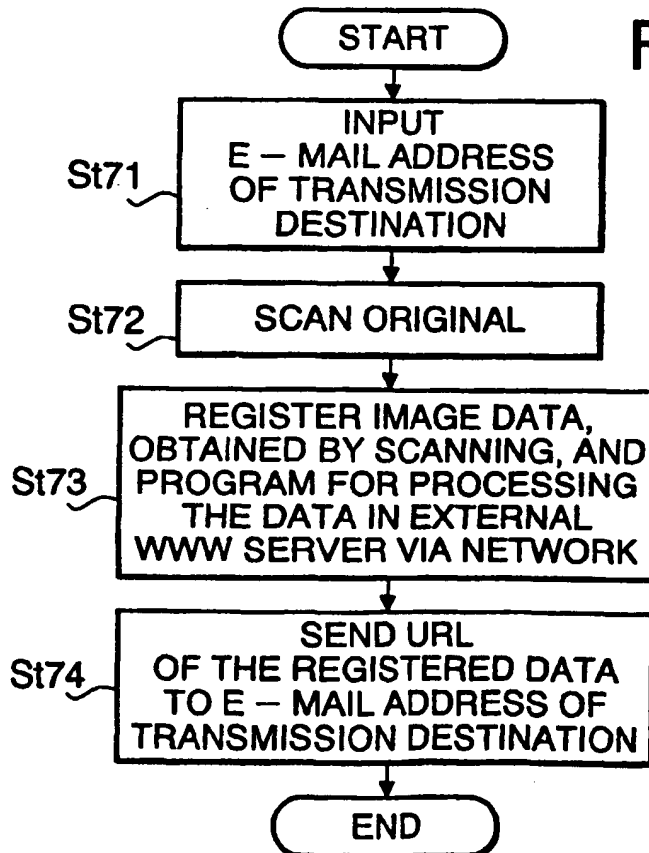 START
St71
INPUT
E – MAIL ADDRESS
OF TRANSMISSION
DESTINATION
St72
SCAN ORIGINAL
St73
REGISTER IMAGE DATA,
OBTAINED BY SCANNING, AND
PROGRAM FOR PROCESSING
THE DATA IN EXTERNAL
WWW SERVER VIA NETWORK
St74
SEND URL
OF THE REGISTERED DATA
TO E – MAIL ADDRESS OF
TRANSMISSION DESTINATION
END